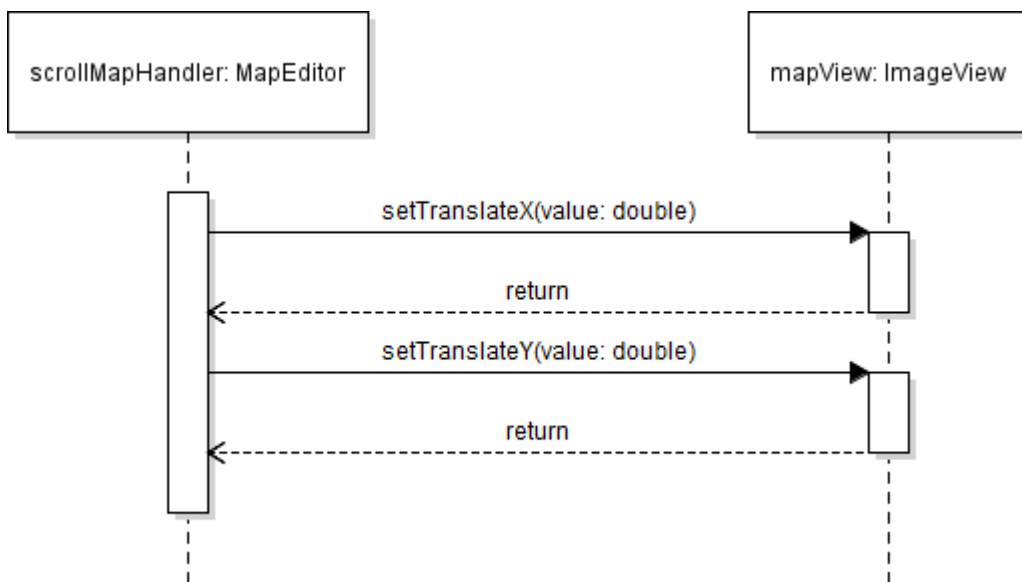 scrollMapHandler: MapEditor
mapView: ImageView
setTranslateX(value: double)
return
setTranslateY(value: double)
return